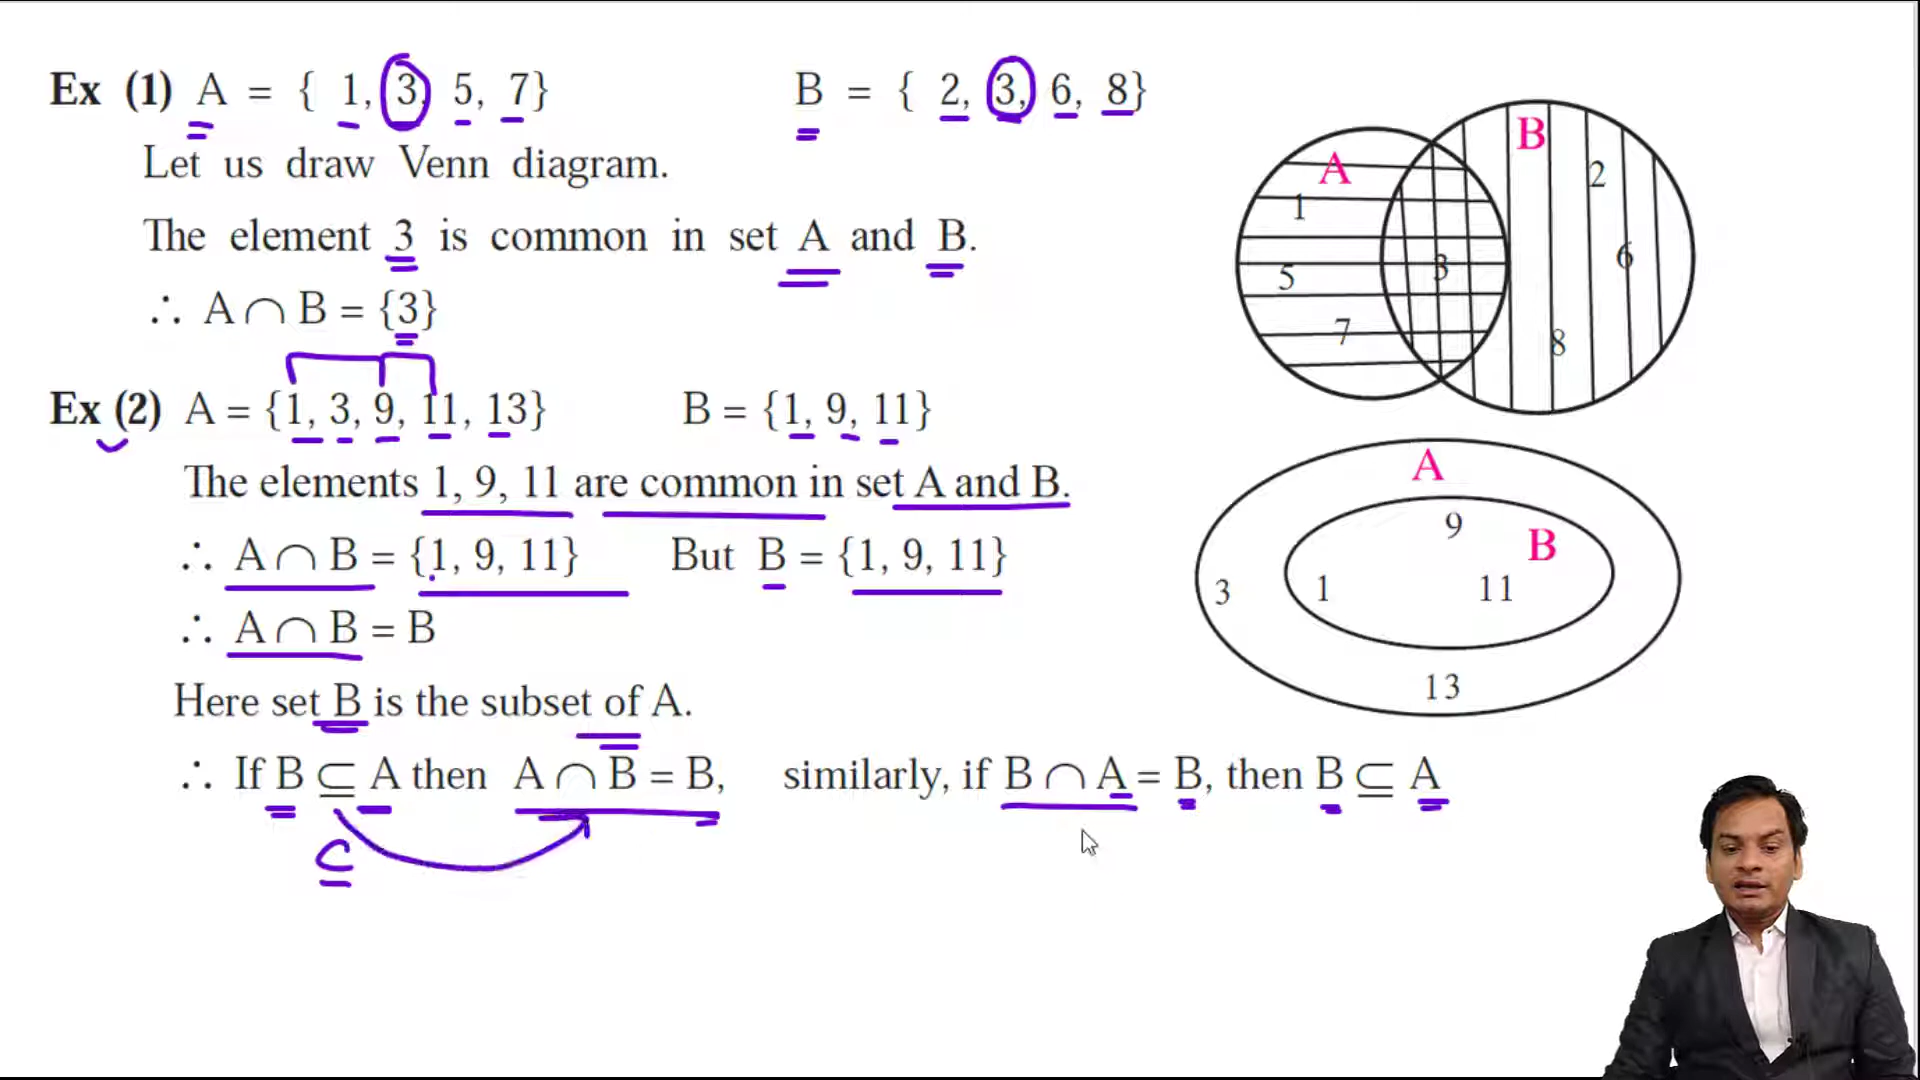 Ex (1) A = { 1, 3, 5, 7} B = { 2, 3, 6, 8}
Let us draw Venn diagram.
The element 3 is common in set A and B.
∴ A ∩ B = {3}
Ex (2) A = {1, 3, 9, 11, 13} B = {1, 9, 11}
The elements 1, 9, 11 are common in set A and B.
∴ A ∩ B = {1, 9, 11} But B = {1, 9, 11}
∴ A ∩ B = B
Here set B is the subset of A.
∴ If B ⊆ A then A ∩ B = B, similarly, if B ∩ A = B, then B ⊆ A
⊆
A B
1 2
5 3 6
7 8
A
9 B
3 1 11
13